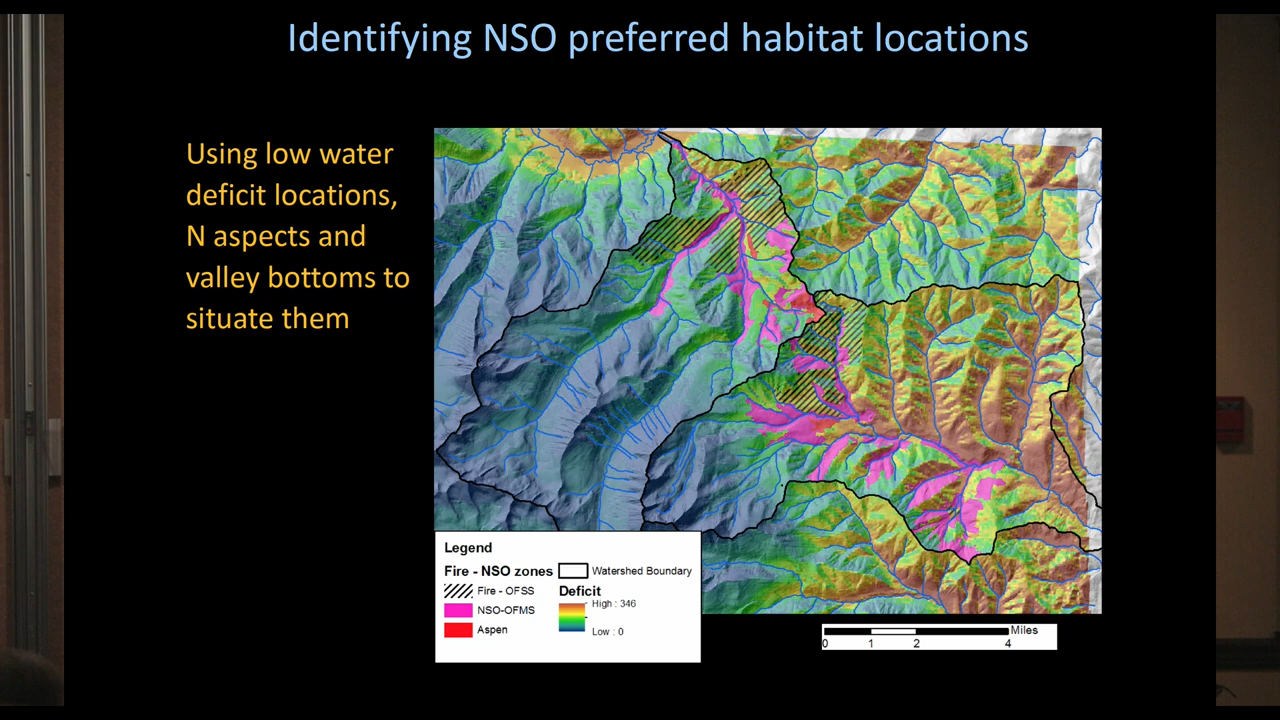 Identifying NSO preferred habitat locations
Using low water
deficit locations,
N aspects and
valley bottoms to
situate them
Legend
Fire - NSO zones
Fire - OFSS
NSO-OFMS
Aspen
Watershed Boundary
Deficit
High : 346
Low : 0
Miles
0 1 2 4